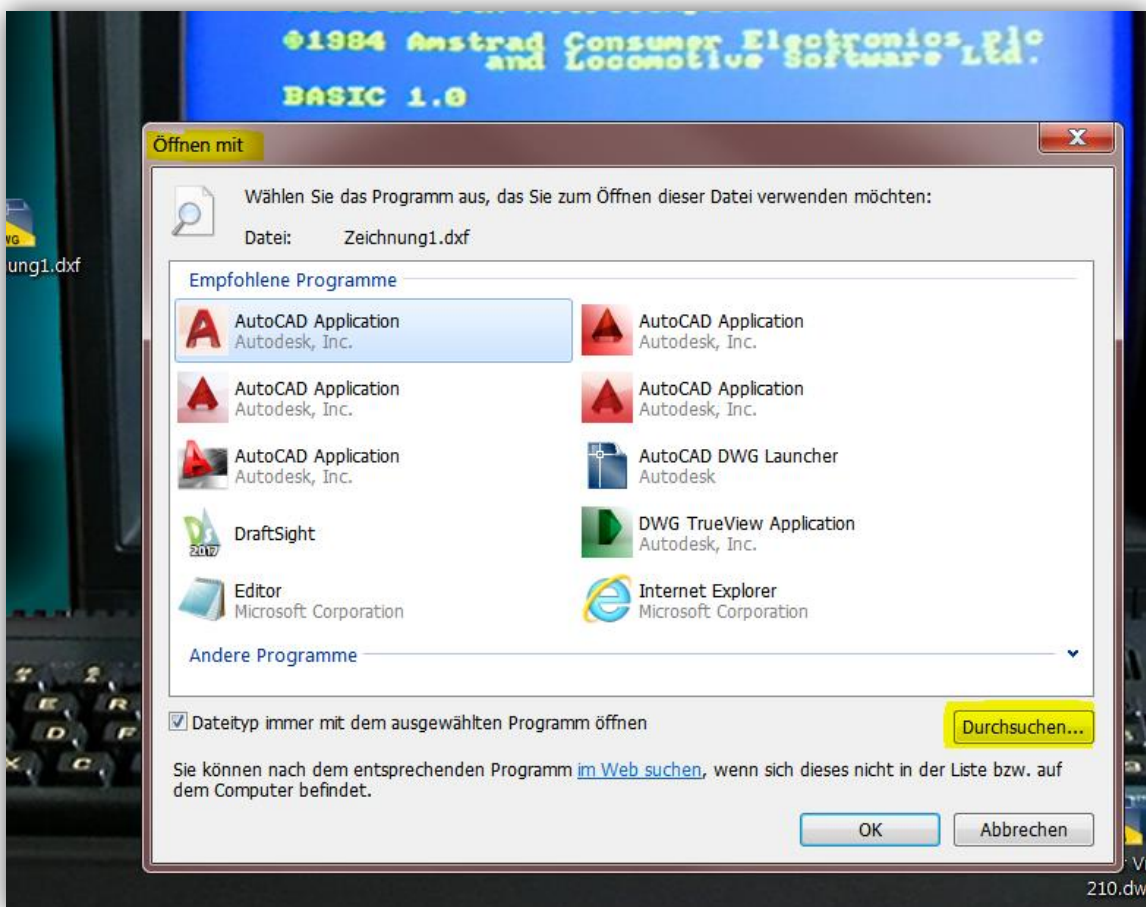 ©1984 Amstrad Consumer Electronics plc
and Locomotive Software Ltd.
BASIC 1.0
Öffnen mit
Wählen Sie das Programm aus, das Sie zum Öffnen dieser Datei verwenden möchten:
Datei: Zeichnung1.dxf
ung1.dxf
Empfohlene Programme
AutoCAD Application
Autodesk, Inc.
AutoCAD Application
Autodesk, Inc.
AutoCAD Application
Autodesk, Inc.
AutoCAD Application
Autodesk, Inc.
AutoCAD Application
Autodesk, Inc.
AutoCAD DWG Launcher
Autodesk
DraftSight
2017
DWG TrueView Application
Autodesk, Inc.
Editor
Microsoft Corporation
Internet Explorer
Microsoft Corporation
Andere Programme
Dateityp immer mit dem ausgewählten Programm öffnen
Durchsuchen...
Sie können nach dem entsprechenden Programm im Web suchen, wenn sich dieses nicht in der Liste bzw. auf
dem Computer befindet.
OK
Abbrechen
210.dw